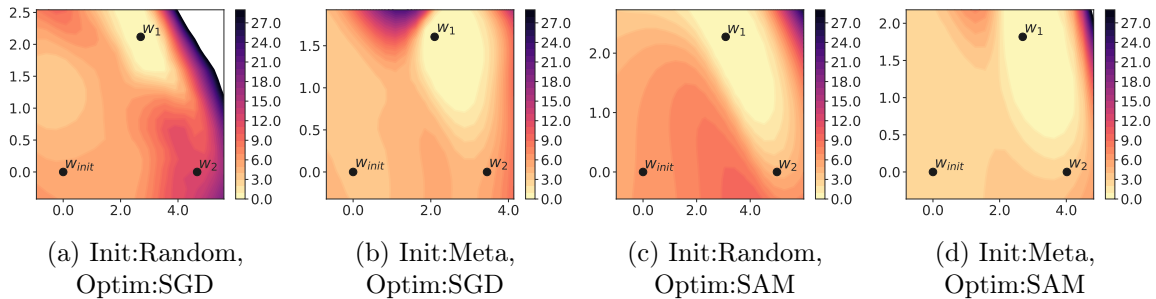 2.5
2.0
1.5
1.0
0.5
0.0
0.0 2.0 4.0
w1
winit
w2
27.0
24.0
21.0
18.0
15.0
12.0
9.0
6.0
3.0
0.0
(a) Init:Random,
Optim:SGD
1.5
1.0
0.5
0.0
0.0 2.0 4.0
w1
winit
w2
27.0
24.0
21.0
18.0
15.0
12.0
9.0
6.0
3.0
0.0
(b) Init:Meta,
Optim:SGD
2.0
1.0
0.0
0.0 2.0 4.0
w1
winit
w2
27.0
24.0
21.0
18.0
15.0
12.0
9.0
6.0
3.0
0.0
(c) Init:Random,
Optim:SAM
2.0
1.5
1.0
0.5
0.0
0.0 2.0 4.0
w1
winit
w2
27.0
24.0
21.0
18.0
15.0
12.0
9.0
6.0
3.0
0.0
(d) Init:Meta,
Optim:SAM